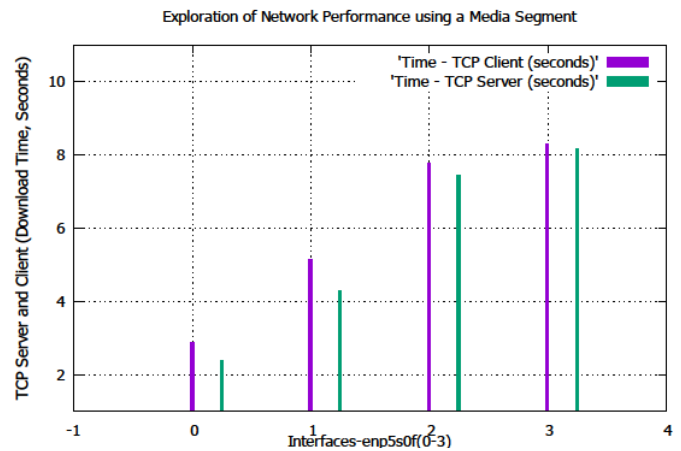 Exploration of Network Performance using a Media Segment
'Time - TCP Client (seconds)'
'Time - TCP Server (seconds)'
TCP Server and Client (Download Time, Seconds)
10
8
6
4
2
-1 0 1 2 3 4
Interfaces-enp5s0f(0-3)